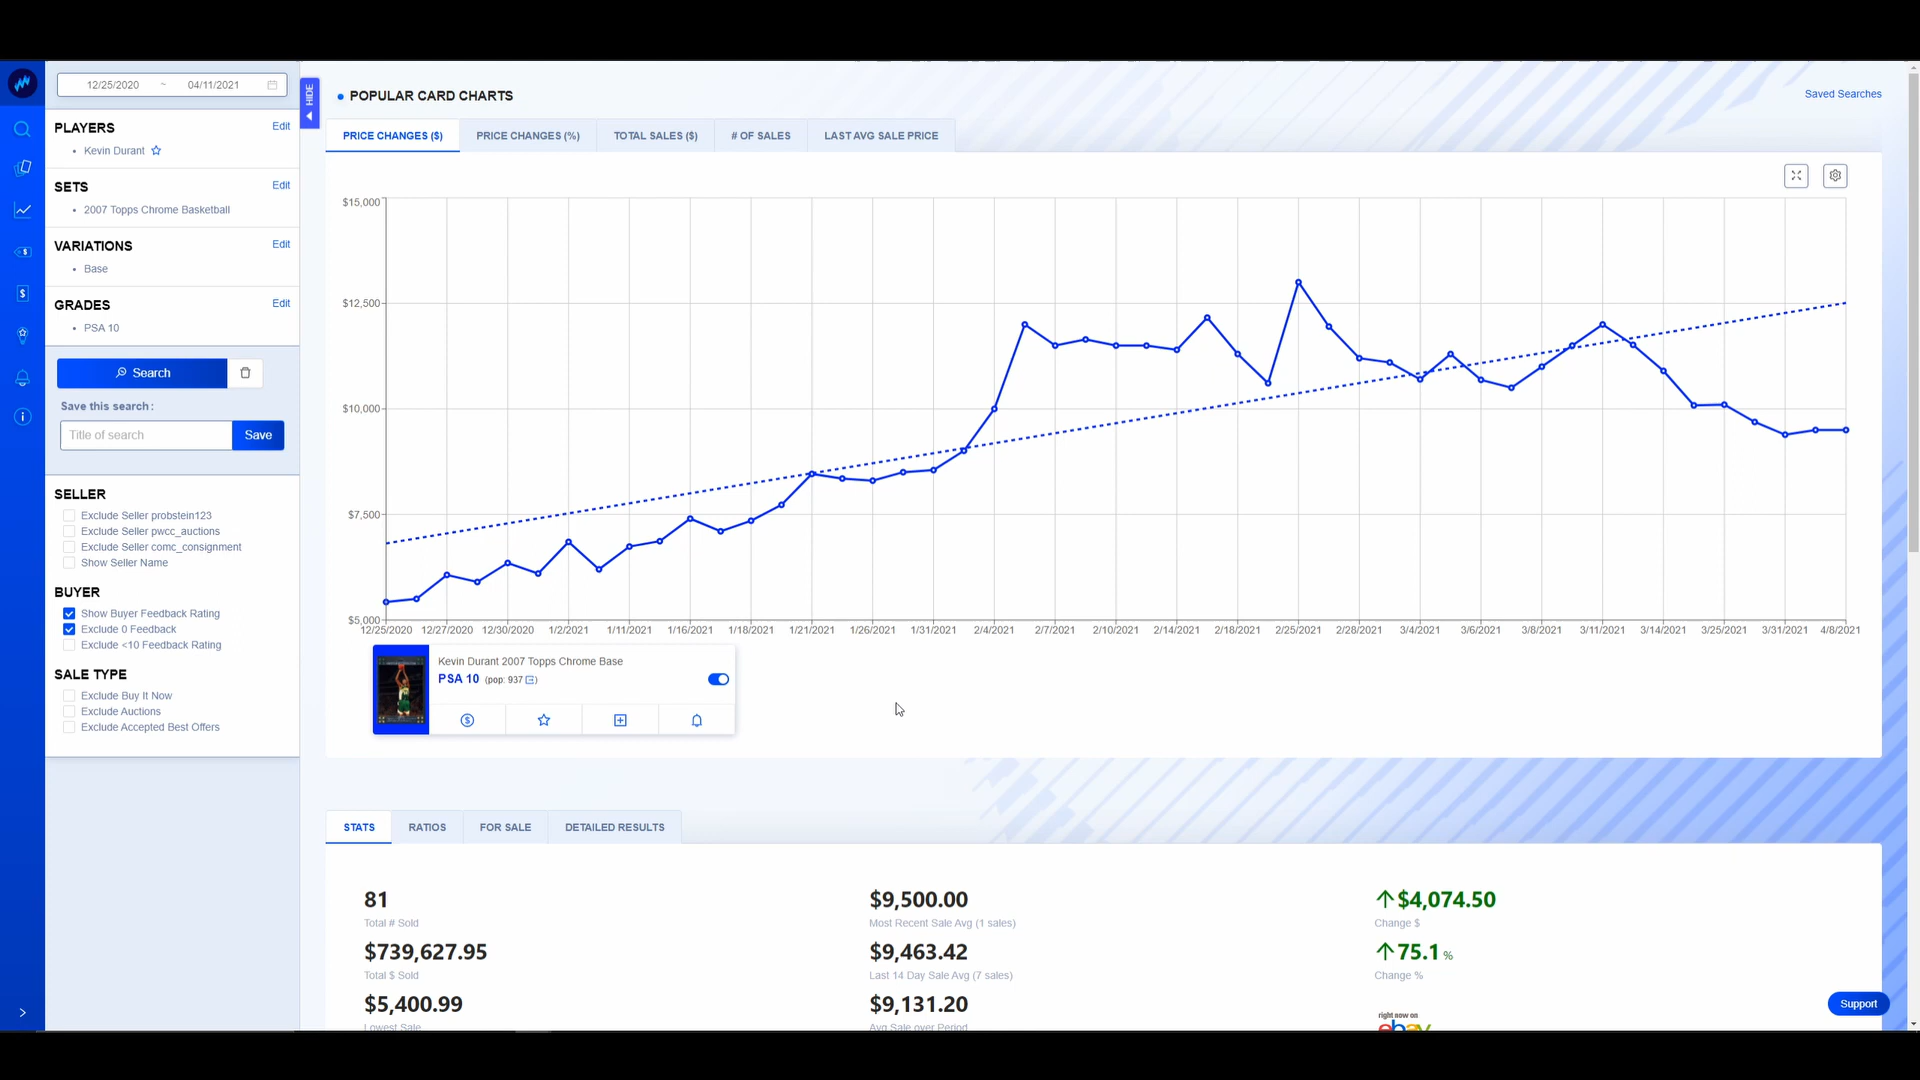 12/25/2020 ~ 04/11/2021
HIDE
PLAYERS Edit
Kevin Durant
SETS Edit
2007 Topps Chrome Basketball
VARIATIONS Edit
Base
GRADES Edit
PSA 10
Search
Save this search :
Title of search Save
SELLER
Exclude Seller probstein123
Exclude Seller pwcc_auctions
Exclude Seller comc_consignment
Show Seller Name
BUYER
Show Buyer Feedback Rating
Exclude 0 Feedback
Exclude <10 Feedback Rating
SALE TYPE
Exclude Buy It Now
Exclude Auctions
Exclude Accepted Best Offers
POPULAR CARD CHARTS
Saved Searches
PRICE CHANGES ($) PRICE CHANGES (%) TOTAL SALES ($) # OF SALES LAST AVG SALE PRICE
$15,000
$12,500
$10,000
$7,500
$5,000
12/25/2020 12/27/2020 12/30/2020 1/2/2021 1/11/2021 1/16/2021 1/18/2021 1/21/2021 1/26/2021 1/31/2021 2/4/2021 2/7/2021 2/10/2021 2/14/2021 2/18/2021 2/25/2021 2/28/2021 3/4/2021 3/6/2021 3/8/2021 3/11/2021 3/14/2021 3/25/2021 3/31/2021 4/8/2021
Kevin Durant 2007 Topps Chrome Base
PSA 10 (pop: 937)
STATS RATIOS FOR SALE DETAILED RESULTS
81 $9,500.00 $4,074.50
Total # Sold Most Recent Sale Avg (1 sales) Change $
$739,627.95 $9,463.42 75.1 %
Total $ Sold Last 14 Day Sale Avg (7 sales) Change %
$5,400.99 $9,131.20
Lowest Sale Avg Sale over Period
right now on
ebay
Support